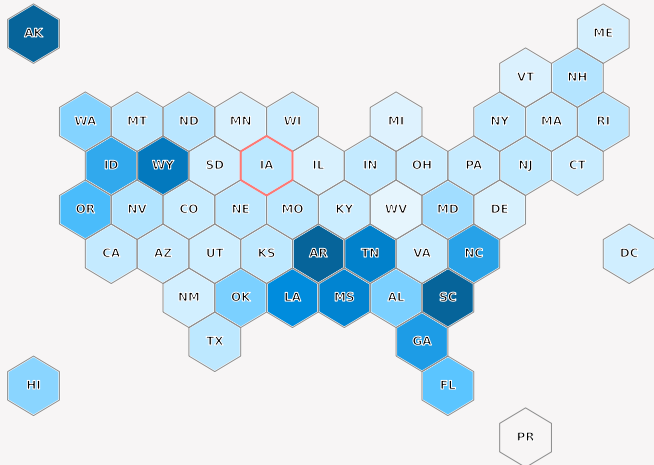 AK ME
VT NH
WA MT ND MN WI MI NY MA RI
ID WY SD IA IL IN OH PA NJ CT
OR NV CO NE MO KY WV MD DE
CA AZ UT KS AR TN VA NC DC
NM OK LA MS AL SC
TX GA
HI FL
PR